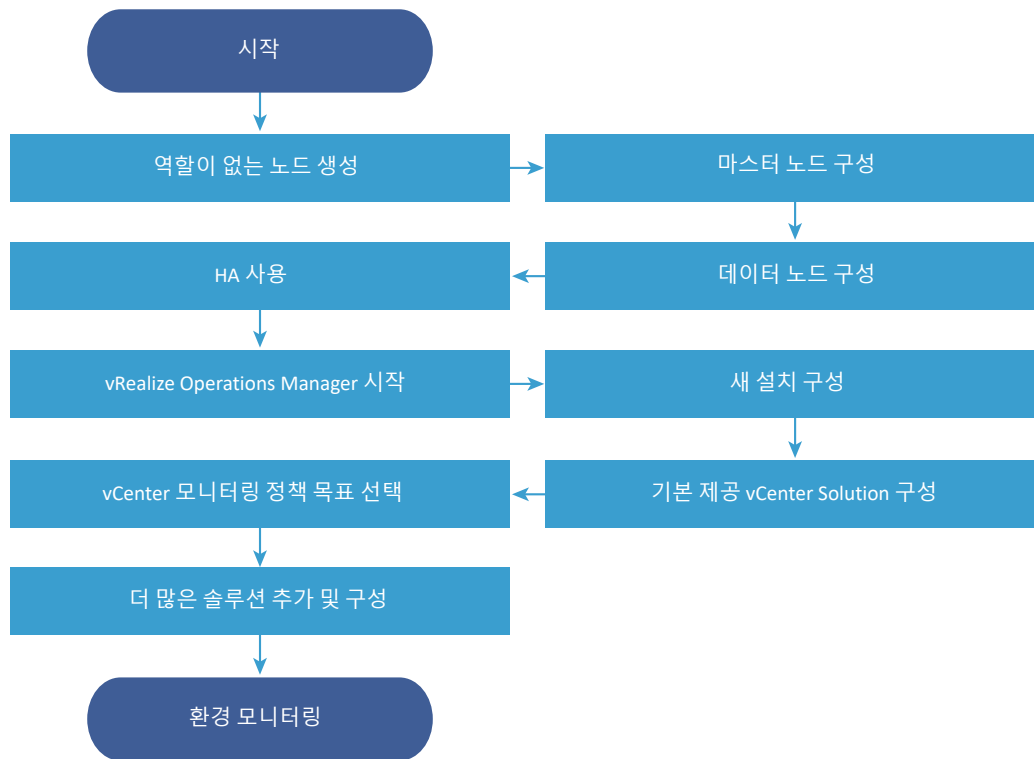 시작
역할이 없는 노드 생성
마스터 노드 구성
데이터 노드 구성
HA 사용
vRealize Operations Manager 시작
새 설치 구성
기본 제공 vCenter Solution 구성
vCenter 모니터링 정책 목표 선택
더 많은 솔루션 추가 및 구성
환경 모니터링